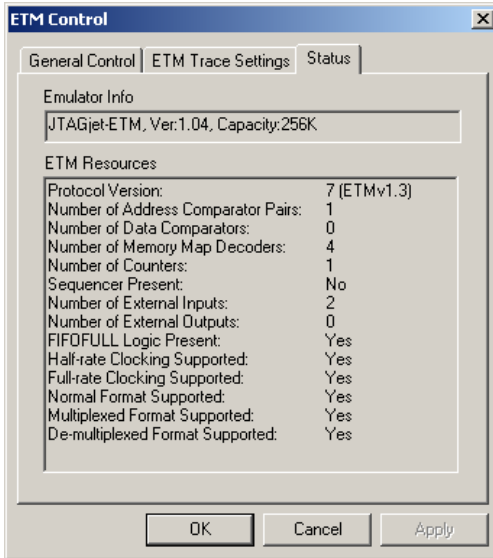 ETM Control
General Control ETM Trace Settings Status
Emulator Info
JTAGjet-ETM, Ver:1.04, Capacity:256K
ETM Resources
Protocol Version: 7 (ETMv1.3)
Number of Address Comparator Pairs: 1
Number of Data Comparators: 0
Number of Memory Map Decoders: 4
Number of Counters: 1
Sequencer Present: No
Number of External Inputs: 2
Number of External Outputs: 0
FIFOFULL Logic Present: Yes
Half-rate Clocking Supported: Yes
Full-rate Clocking Supported: Yes
Normal Format Supported: Yes
Multiplexed Format Supported: Yes
De-multiplexed Format Supported: Yes
OK Cancel Apply